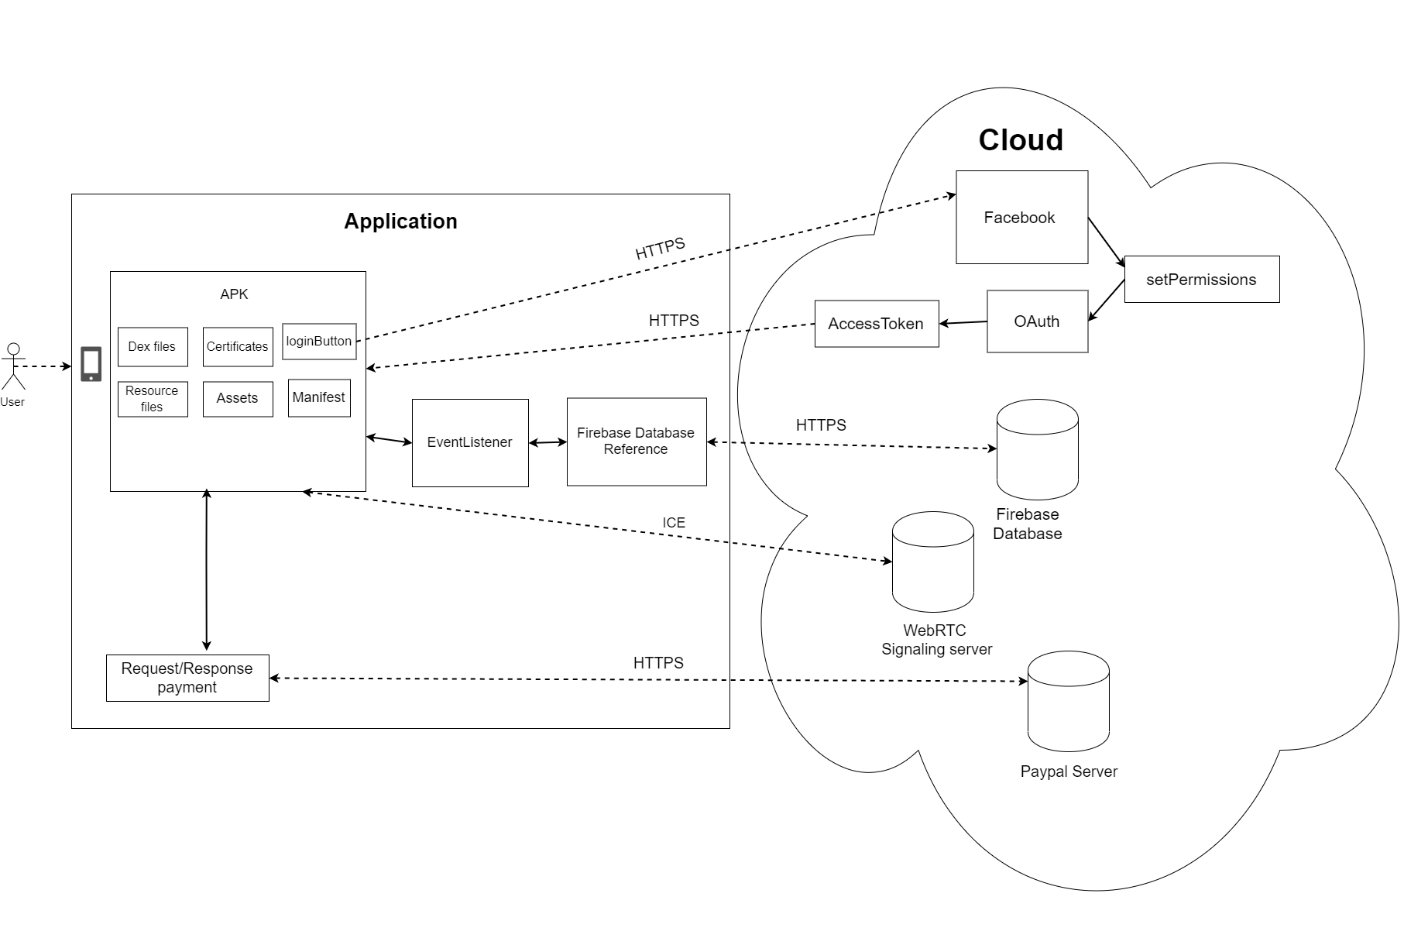 Cloud
Facebook
setPermissions
OAuth
AccessToken
Application
HTTPS
HTTPS
APK
Dex files
Certificates
loginButton
Resource
files
Assets
Manifest
User
EventListener
Firebase Database
Reference
HTTPS
Firebase
Database
ICE
WebRTC
Signaling server
Request/Response
payment
HTTPS
Paypal Server